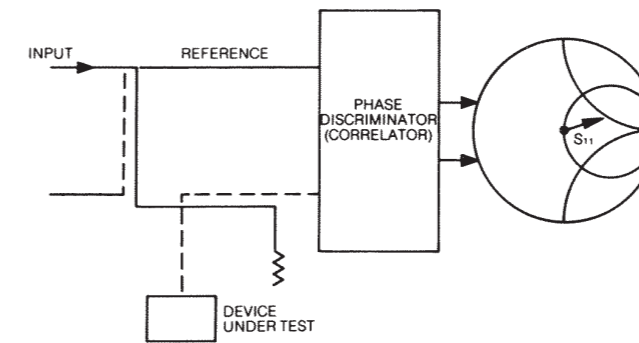 INPUT
REFERENCE
PHASE
DISCRIMINATOR
(CORRELATOR)
S₁₁
DEVICE
UNDER TEST